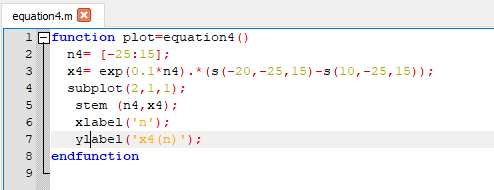 equation4.m
1 function plot=equation4()
2 n4= [-25:15];
3 x4= exp(0.1*n4).*(s(-20,-25,15)-s(10,-25,15));
4 subplot(2,1,1);
5 stem (n4,x4);
6 xlabel('n');
7 ylabel('x4(n)');
8 endfunction
9